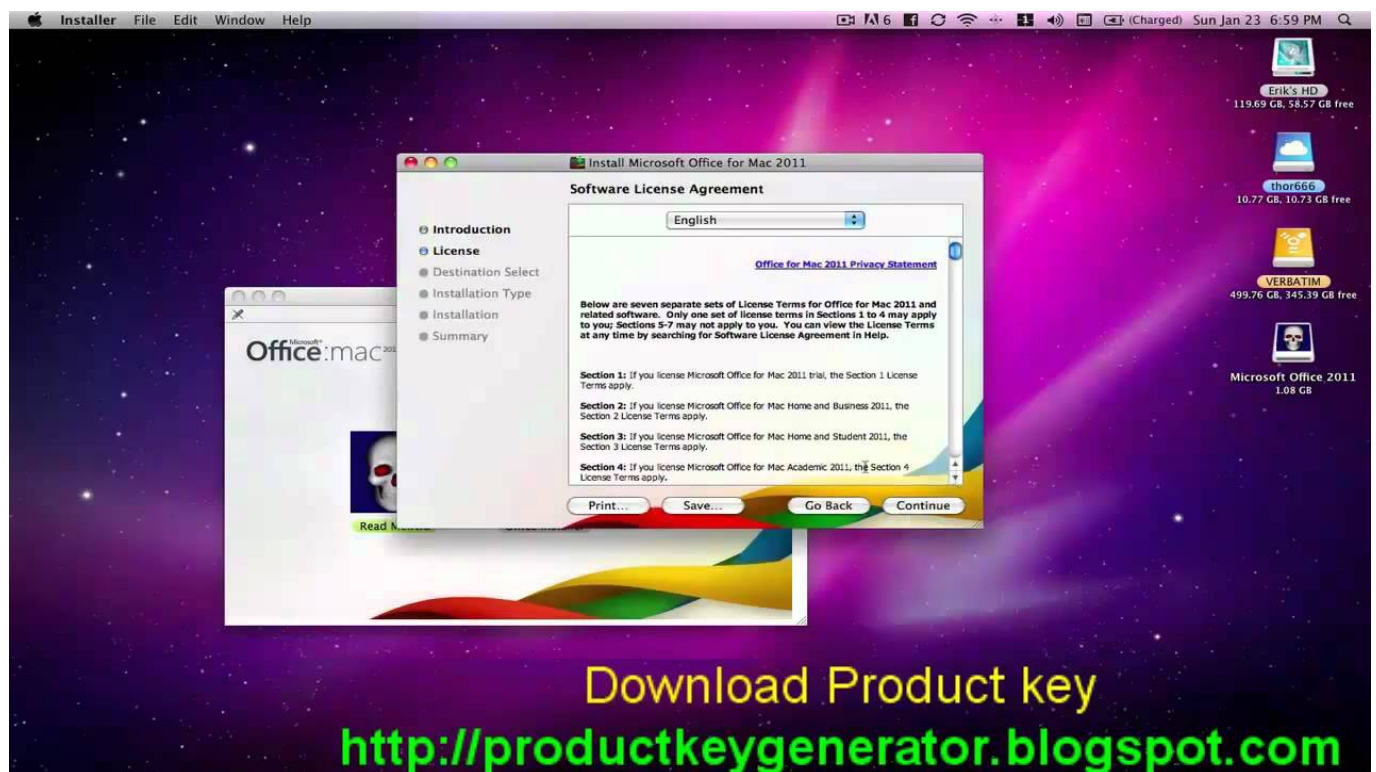 Installer File Edit Window Help
6
1
(Charged) Sun Jan 23 6:59 PM
Erik's HD
119.69 GB, 58.57 GB free
thor666
10.77 GB, 10.73 GB free
VERBATIM
499.76 GB, 345.39 GB free
Microsoft Office 2011
1.08 GB
Install Microsoft Office for Mac 2011
Software License Agreement
English
Introduction
License
Destination Select
Installation Type
Installation
Summary
Office for Mac 2011 Privacy Statement
Below are seven separate sets of License Terms for Office for Mac 2011 and
related software. Only one set of license terms in Sections 1 to 4 may apply
to you; Sections 5-7 may not apply to you. You can view the License Terms
at any time by searching for Software License Agreement in Help.
Section 1: If you license Microsoft Office for Mac 2011 trial, the Section 1 License
Terms apply.
Section 2: If you license Microsoft Office for Mac Home and Business 2011, the
Section 2 License Terms apply.
Section 3: If you license Microsoft Office for Mac Home and Student 2011, the
Section 3 License Terms apply.
Section 4: If you license Microsoft Office for Mac Academic 2011, the Section 4
License Terms apply.
Print... Save... Go Back Continue
Microsoft
Office:mac
Read
Download Product key
http://productkeygenerator.blogspot.com